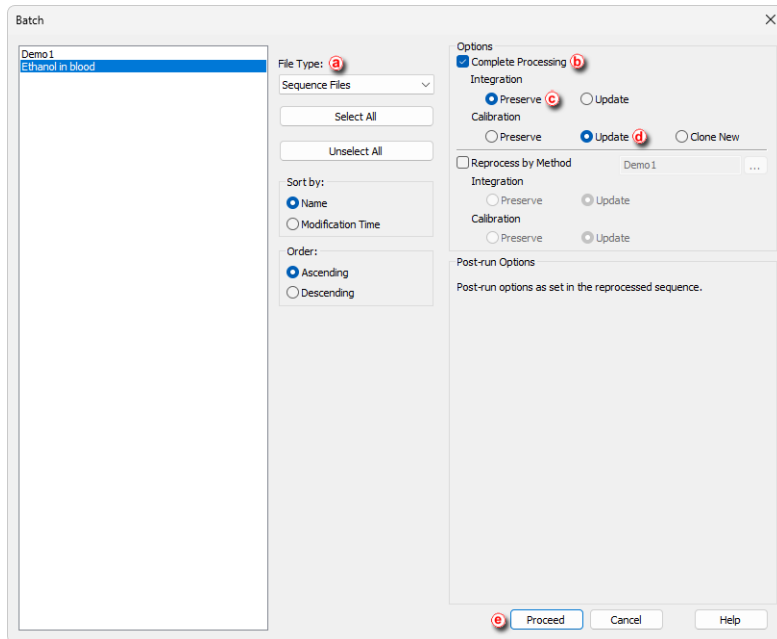 Batch
Demo1
Ethanol in blood
File Type: a
Sequence Files
Select All
Unselect All
Sort by:
Name
Modification Time
Order:
Ascending
Descending
Options
Complete Processing b
Integration
Preserve c Update
Calibration
Preserve Update d Clone New
Reprocess by Method Demo1 ...
Integration
Preserve Update
Calibration
Preserve Update
Post-run Options
Post-run options as set in the reprocessed sequence.
e Proceed Cancel Help